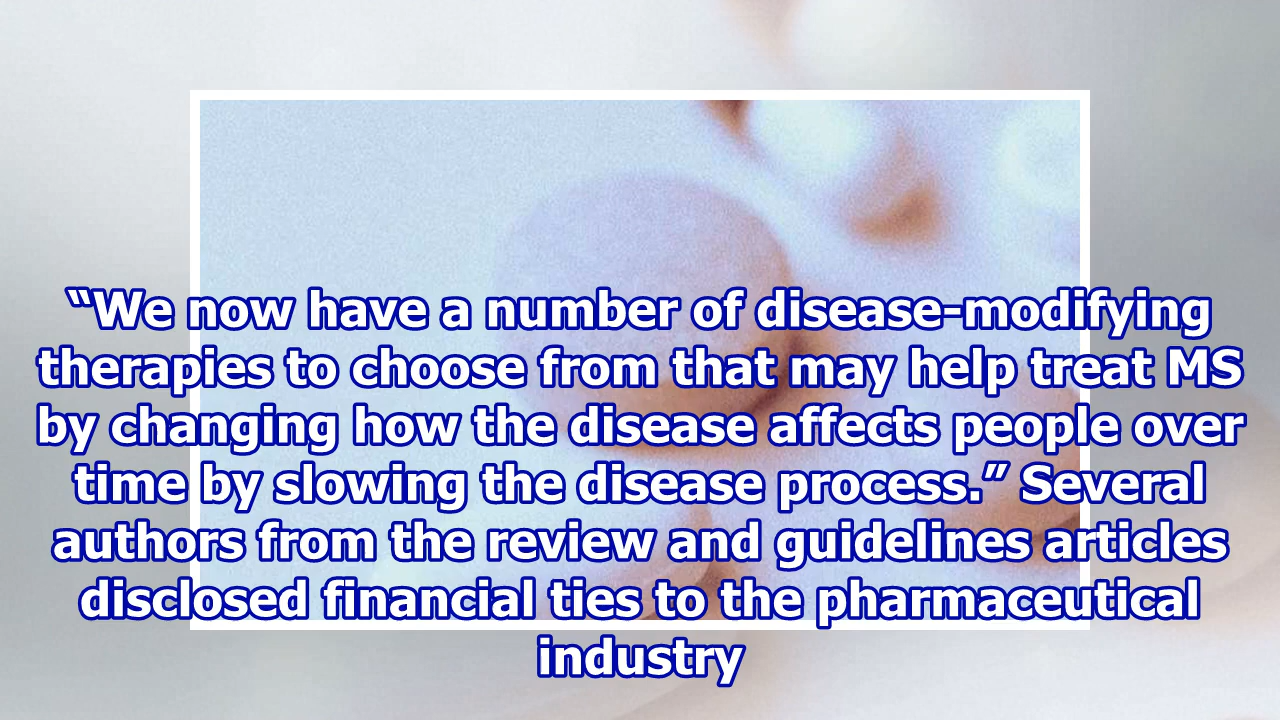 “We now have a number of disease-modifying
therapies to choose from that may help treat MS
by changing how the disease affects people over
time by slowing the disease process.” Several
authors from the review and guidelines articles
disclosed financial ties to the pharmaceutical
industry